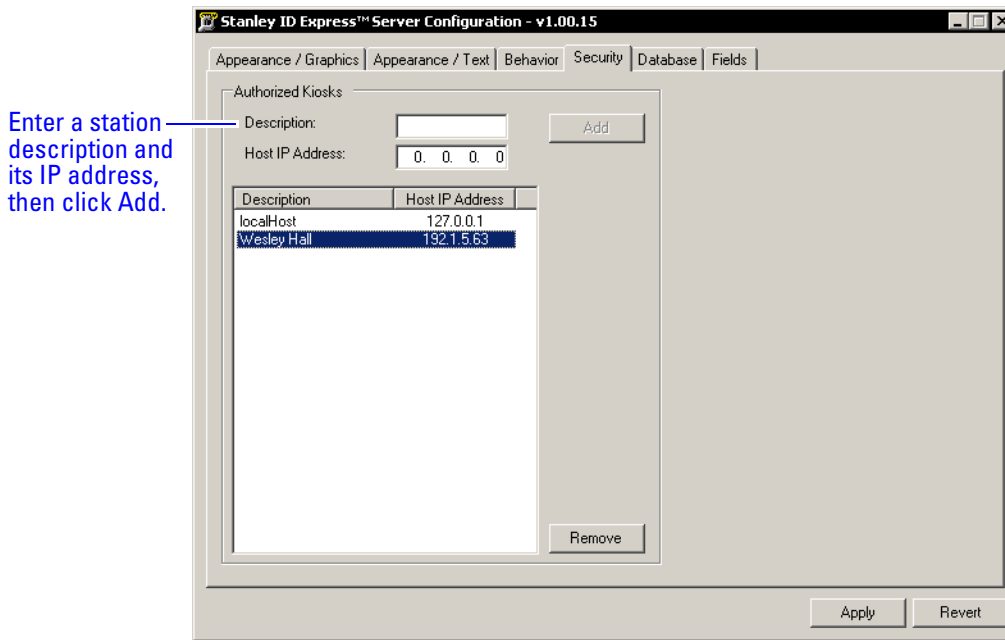 Stanley ID Express™ Server Configuration - v1.00.15
Appearance / Graphics Appearance / Text Behavior Security Database Fields
Authorized Kiosks
Enter a station
description and
its IP address,
then click Add.
Description:
Add
Host IP Address: 0. 0. 0. 0
Description Host IP Address
localHost 127.0.0.1
Wesley Hall 192.1.5.63
Remove
Apply Revert